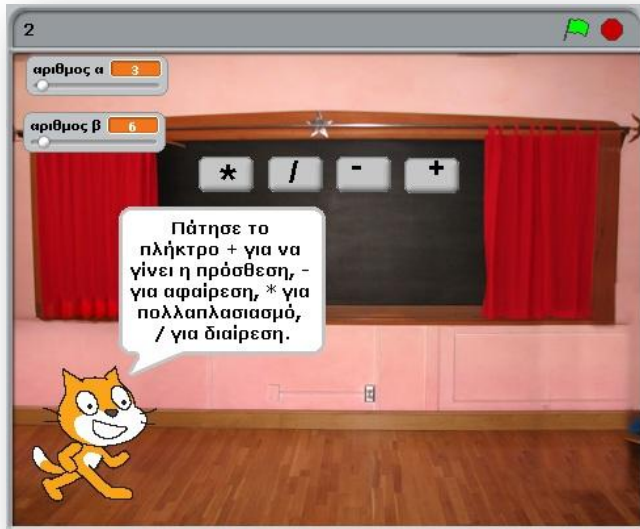 2
αριθμος α 3
αριθμος β 6
* / - +
Πάτησε το
πλήκτρο + για να
γίνει η πρόσθεση, -
για αφαίρεση, * για
πολλαπλασιασμό,
/ για διαίρεση.